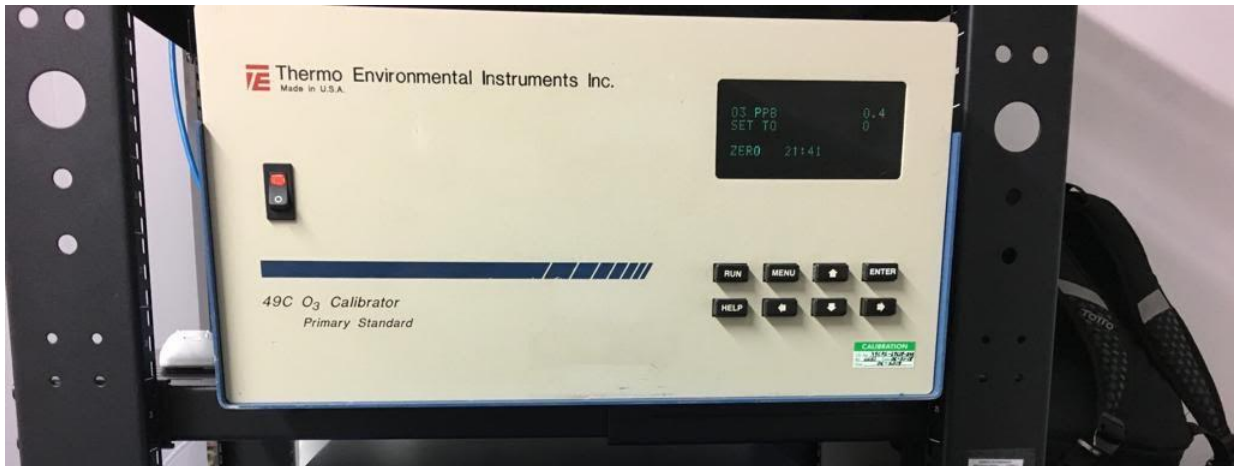 TE Thermo Environmental Instruments Inc.
Made in U.S.A.
O3 PPB 0.4
SET TO 0
ZERO 21:41
RUN MENU ENTER
HELP
49C O3 Calibrator
Primary Standard
CALIBRATION
TOTTO